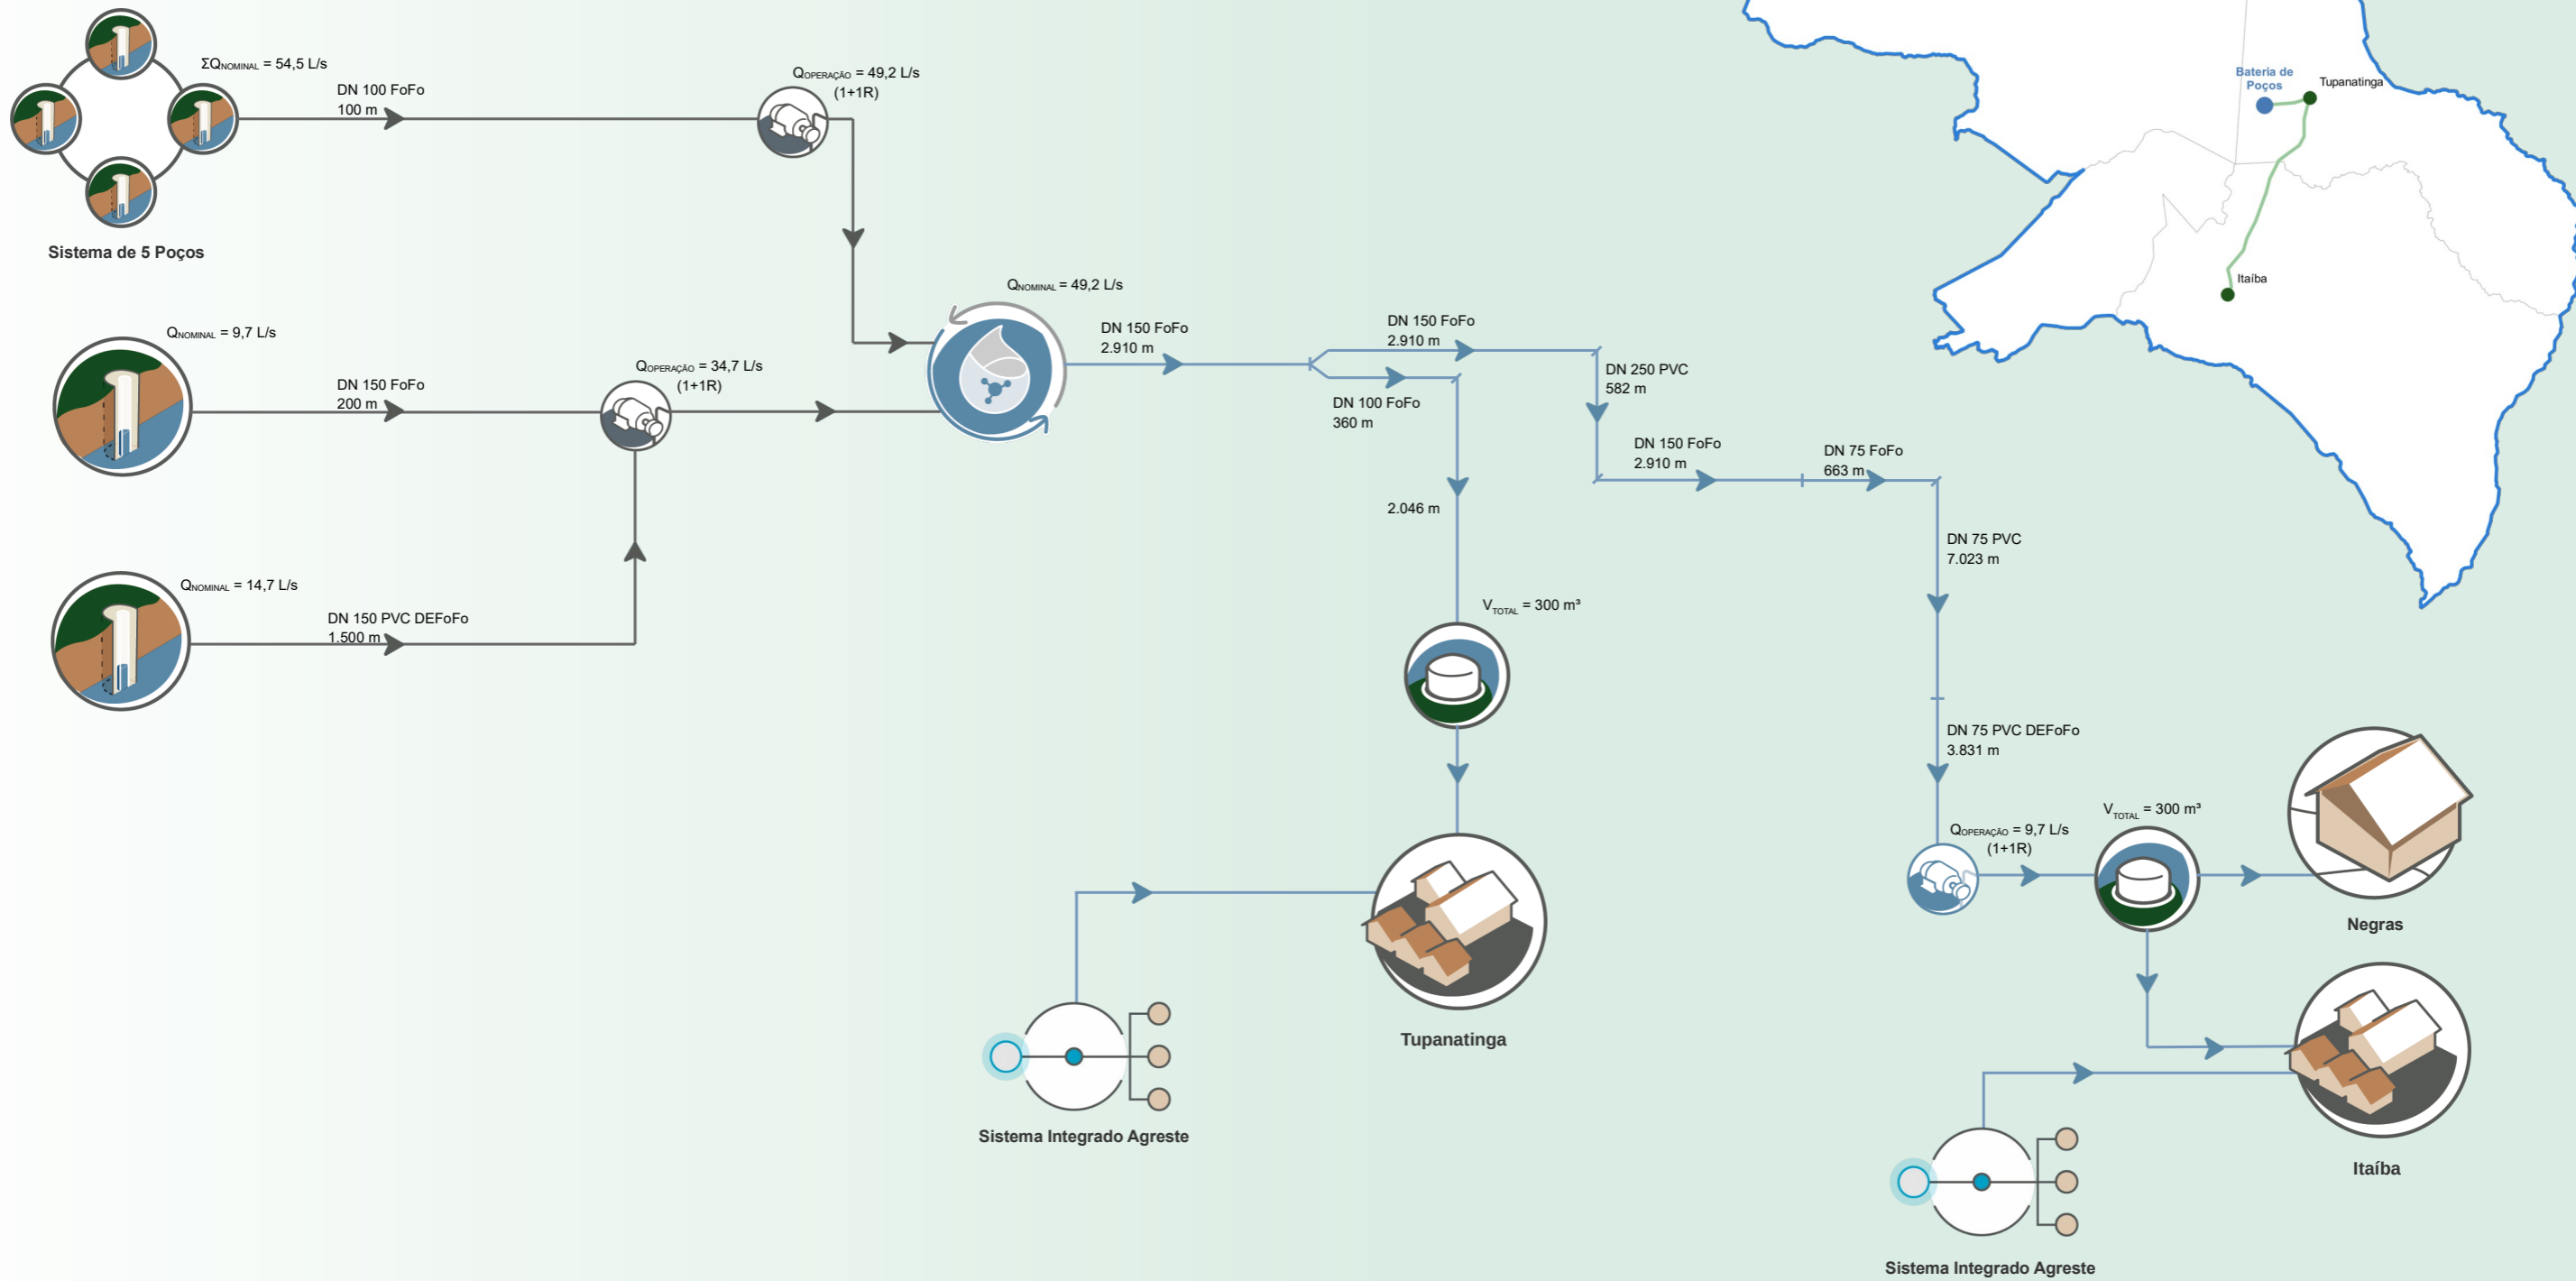 ΣQNOMINAL = 54,5 L/s
DN 100 FoFo
100 m
QOPERAÇÃO = 49,2 L/s
(1+1R)
Sistema de 5 Poços
Bateria de
Poços
Tupanatinga
Itaíba
QNOMINAL = 9,7 L/s
DN 150 FoFo
200 m
QOPERAÇÃO = 34,7 L/s
(1+1R)
QNOMINAL = 49,2 L/s
DN 150 FoFo
2.910 m
DN 150 FoFo
2.910 m
DN 100 FoFo
360 m
DN 250 PVC
582 m
DN 150 FoFo
2.910 m
DN 75 FoFo
663 m
2.046 m
DN 75 PVC
7.023 m
QNOMINAL = 14,7 L/s
DN 150 PVC DEFoFo
1.500 m
VTOTAL = 300 m³
DN 75 PVC DEFoFo
3.831 m
QOPERAÇÃO = 9,7 L/s
(1+1R)
VTOTAL = 300 m³
Negras
Tupanatinga
Sistema Integrado Agreste
Itaíba
Sistema Integrado Agreste